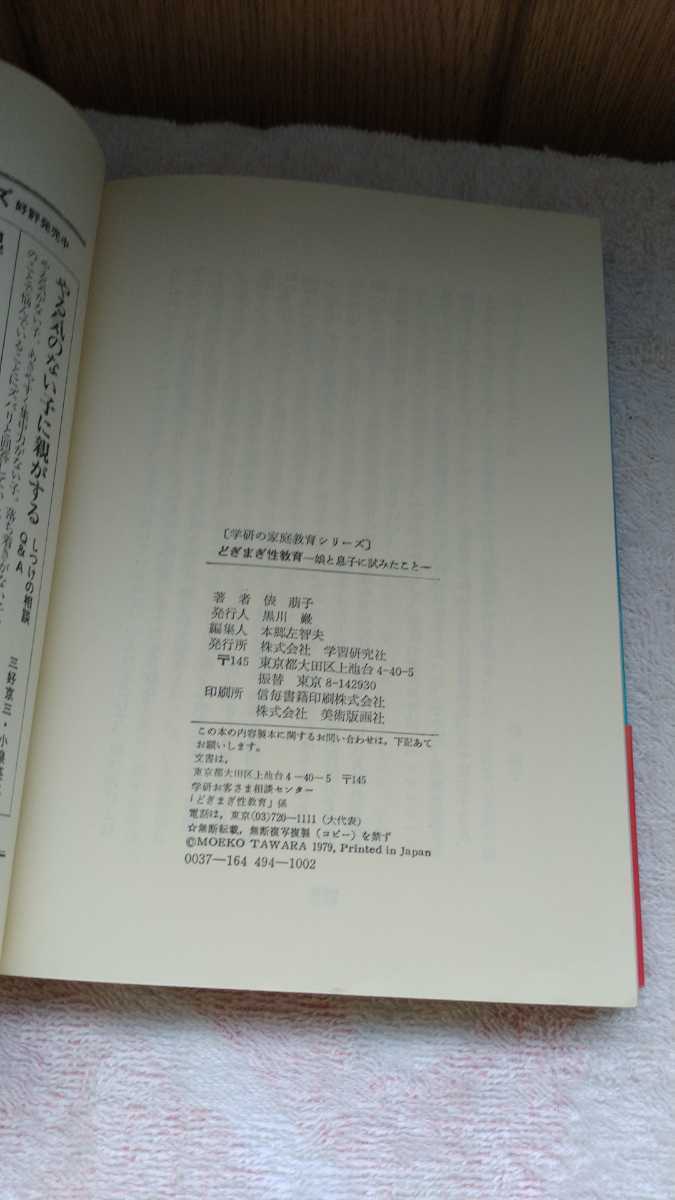 〔学研の家庭教育シリーズ〕
どぎまぎ性教育―娘と息子に試みたこと―
著者 俵 萠子
発行人 黒川 巌
編集人 本郷左智夫
発行所 株式会社 学習研究社
〒145 東京都大田区上池台4-40-5
振替 東京8-142930
印刷所 信毎書籍印刷株式会社
株式会社 美術版画社
この本の内容製本に関するお問い合わせは,下記あて
お願いします。
文書は,
東京都大田区上池台4―40―5 〒145
学研お客さま相談センター
「どぎまぎ性教育」係
電話は,東京(03)720―1111(大代表)
☆無断転載,無断複写複製(コピー)を禁ず
©MOEKO TAWARA 1979, Printed in Japan
0037―164 494―1002
ズ 好評発売中
やる気のない子に親がする しつけの相談 Q&A
三好京三・小